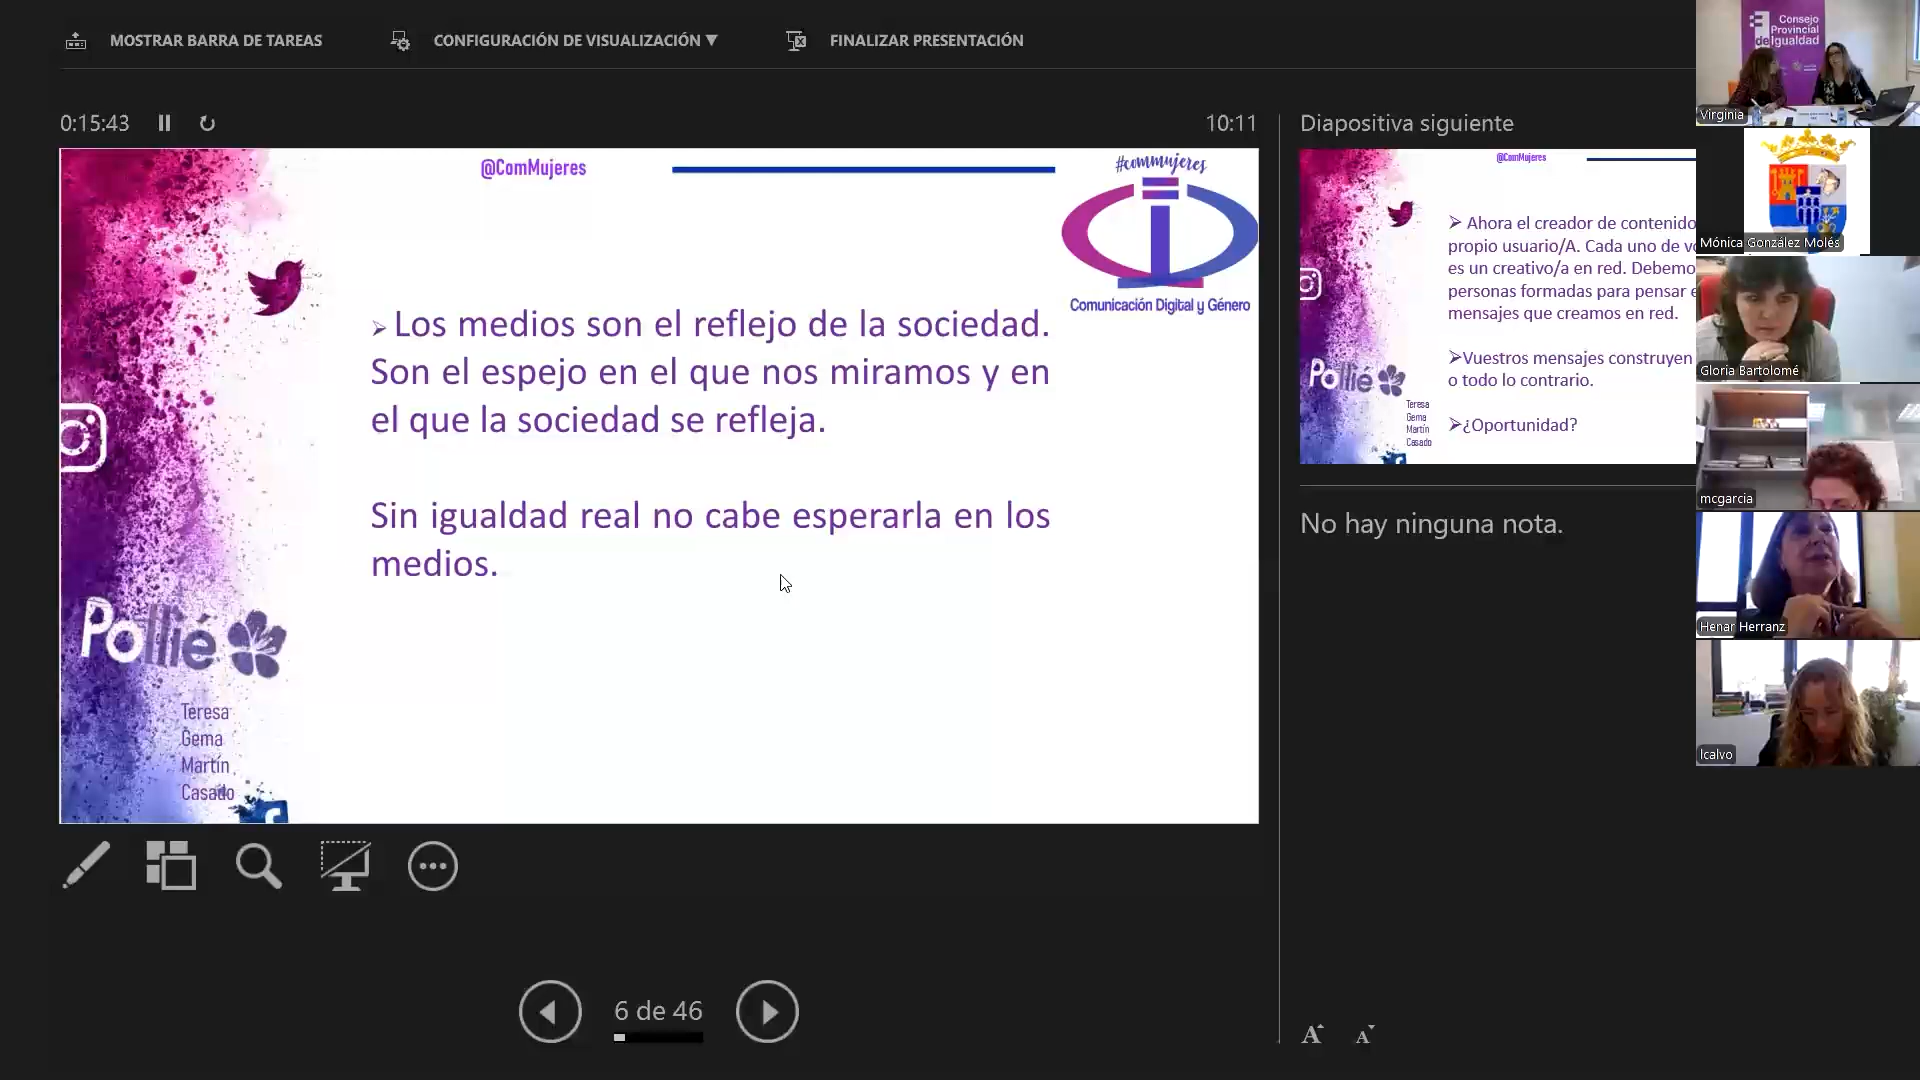 MOSTRAR BARRA DE TAREAS
CONFIGURACIÓN DE VISUALIZACIÓN ▼
FINALIZAR PRESENTACIÓN
0:15:43
10:11
@ComMujeres
#commujeres
Comunicación Digital y Género
➢ Los medios son el reflejo de la sociedad.
Son el espejo en el que nos miramos y en
el que la sociedad se refleja.
Sin igualdad real no cabe esperarla en los
medios.
Pollié
Teresa
Gema
Martín
Casado
6 de 46
Diapositiva siguiente
@ComMujeres
➢ Ahora el creador de contenido
propio usuario/A. Cada uno de
es un creativo/a en red. Debemo
personas formadas para pensar
mensajes que creamos en red.
➢Vuestros mensajes construyen
o todo lo contrario.
➢¿Oportunidad?
Pollié
Teresa
Gema
Martín
Casado
No hay ninguna nota.
Consejo
Provincial
de Igualdad
Virginia
Mónica González Molés
Gloria Bartolomé
mcgarcia
Henar Herranz
lcalvo